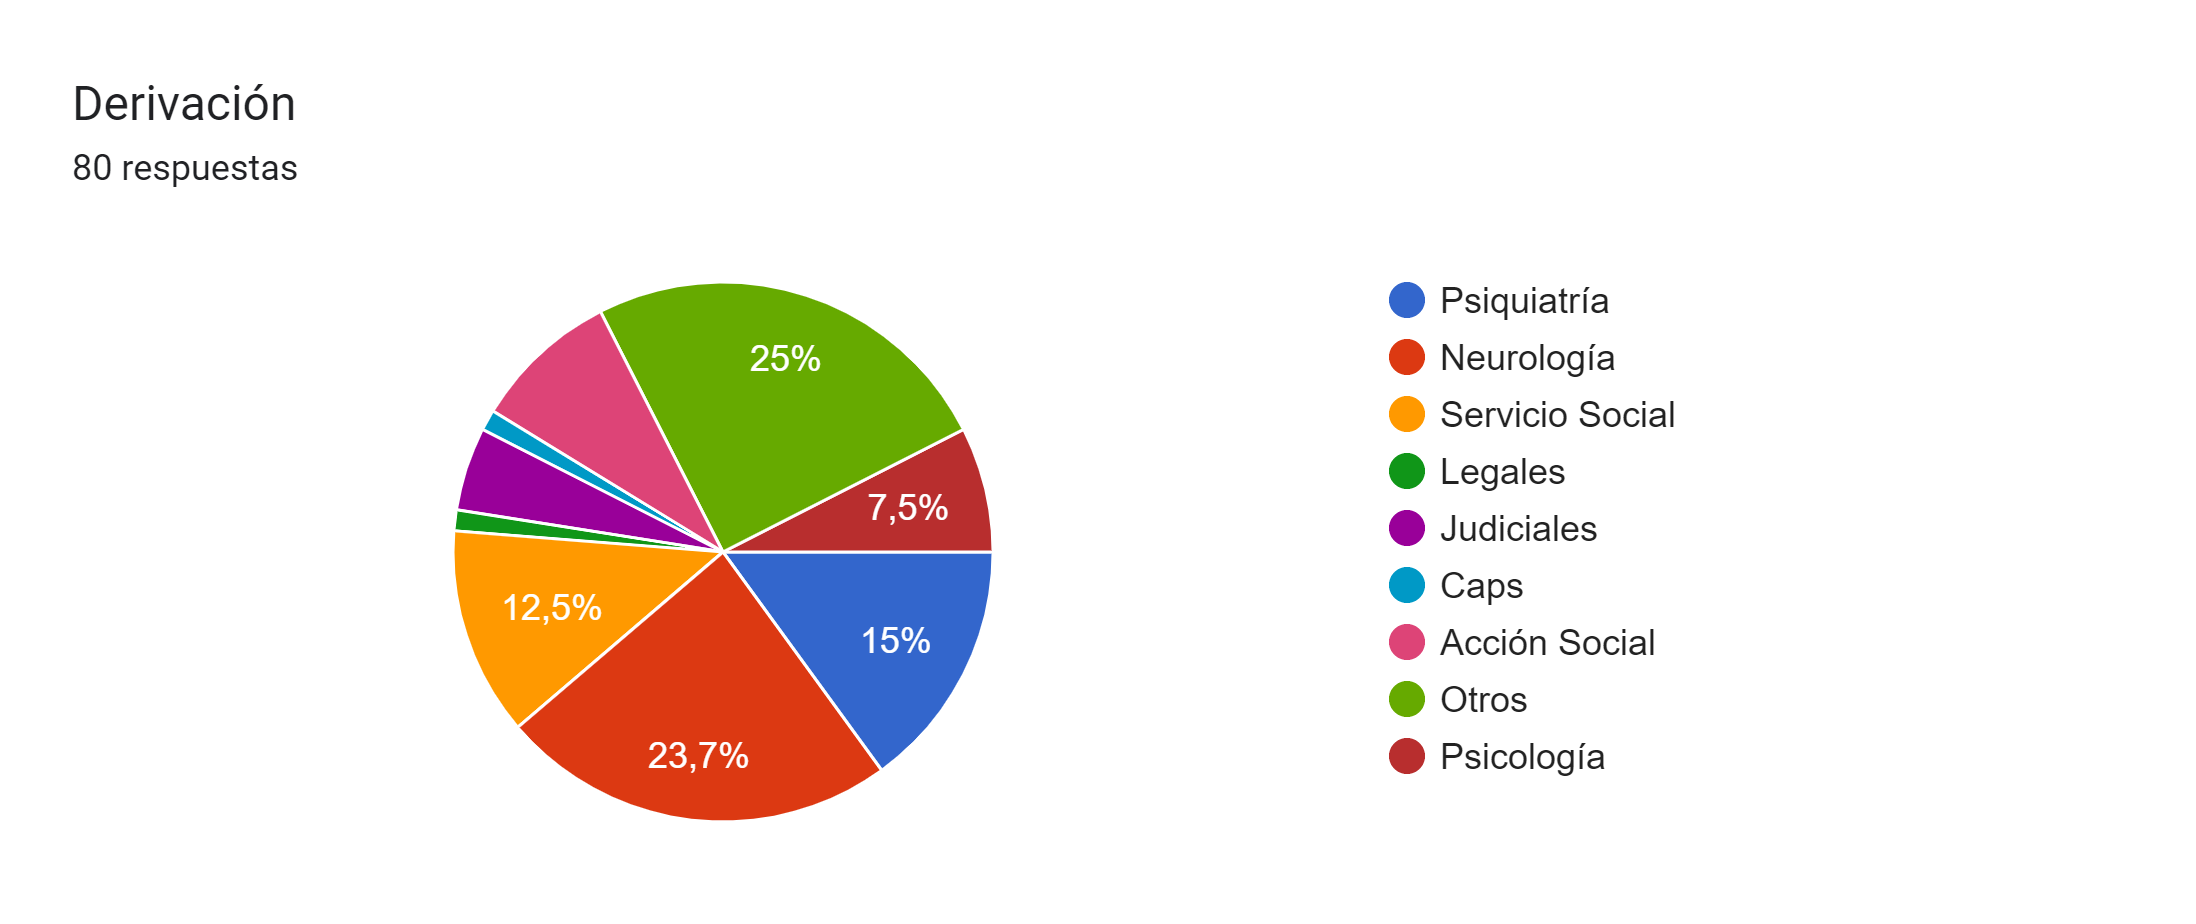 Derivación
80 respuestas
25%
7,5%
12,5%
15%
23,7%
Psiquiatría
Neurología
Servicio Social
Legales
Judiciales
Caps
Acción Social
Otros
Psicología